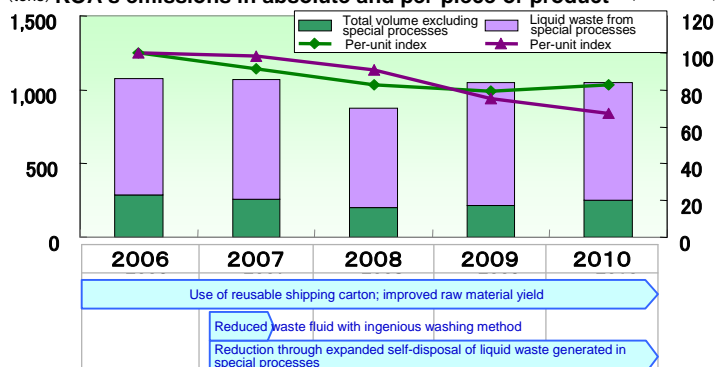 (tons) KOA's emissions in absolute and per piece of product
Total volume excluding
special processes
Liquid waste from
special processes
Per-unit index
Per-unit index
1,500
1,000
500
0
120
100
80
60
40
20
0
2006 2007 2008 2009 2010
Use of reusable shipping carton; improved raw material yield
Reduced waste fluid with ingenious washing method
Reduction through expanded self-disposal of liquid waste generated in
special processes